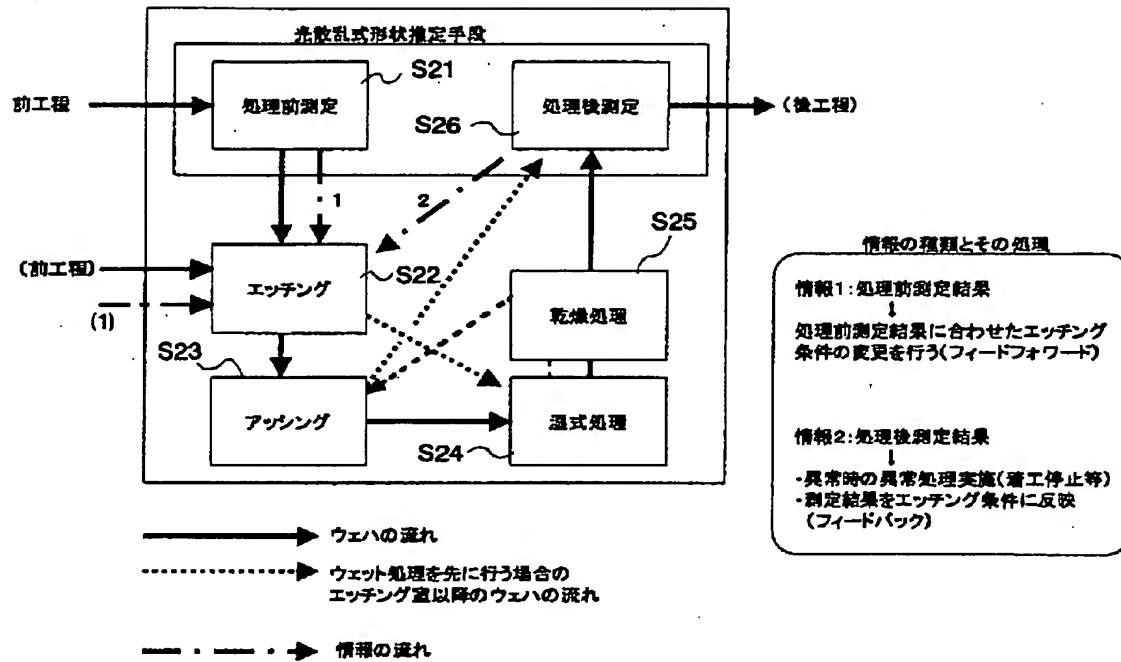 光散乱式形状推定手段
S21
前工程
処理前測定
処理後測定
(後工程)
S26
1
2
S25
(前工程)
エッチング
S22
(1)
乾燥処理
S23
アッシング
湿式処理
S24
情報の種類とその処理
情報1:処理前測定結果
処理前測定結果に合わせたエッチング
条件の変更を行う(フィードフォワード)
情報2:処理後測定結果
・異常時の異常処理実施(着工停止等)
・測定結果をエッチング条件に反映
(フィードバック)
ウェハの流れ
ウェット処理を先に行う場合の
エッチング室以降のウェハの流れ
情報の流れ